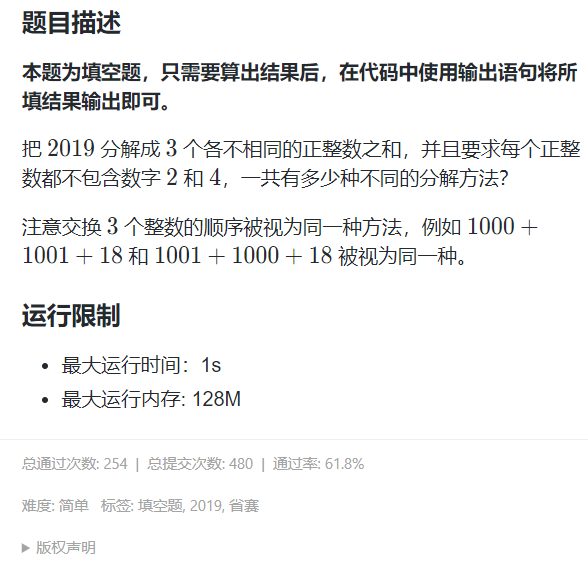 题目描述
本题为填空题，只需要算出结果后，在代码中使用输出语句将所
填结果输出即可。
把 2019 分解成 3 个各不相同的正整数之和，并且要求每个正整
数都不包含数字 2 和 4，一共有多少种不同的分解方法？
注意交换 3 个整数的顺序被视为同一种方法，例如 1000 +
1001 + 18 和 1001 + 1000 + 18 被视为同一种。
运行限制
• 最大运行时间：1s
• 最大运行内存: 128M
总通过次数: 254 | 总提交次数: 480 | 通过率: 61.8%
难度: 简单 标签: 填空题, 2019, 省赛
▶ 版权声明